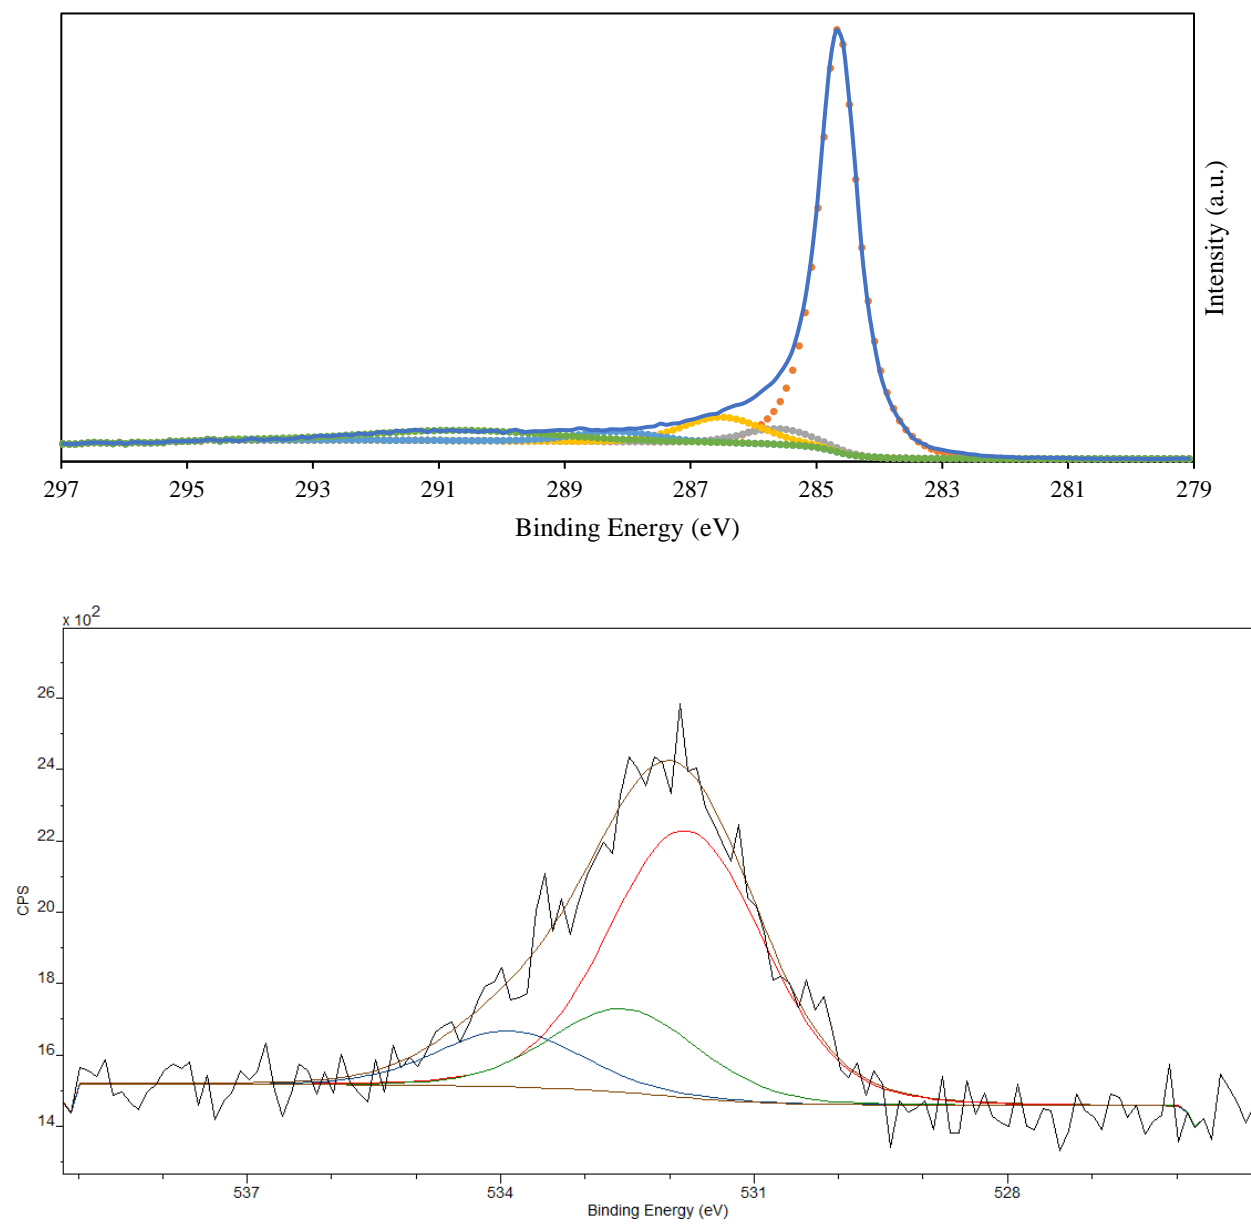 Intensity (a.u.)
297 295 293 291 289 287 285 283 281 279
Binding Energy (eV)
x 10²
26
24
22
20
18
16
14
CPS
537 534 531 528
Binding Energy (eV)